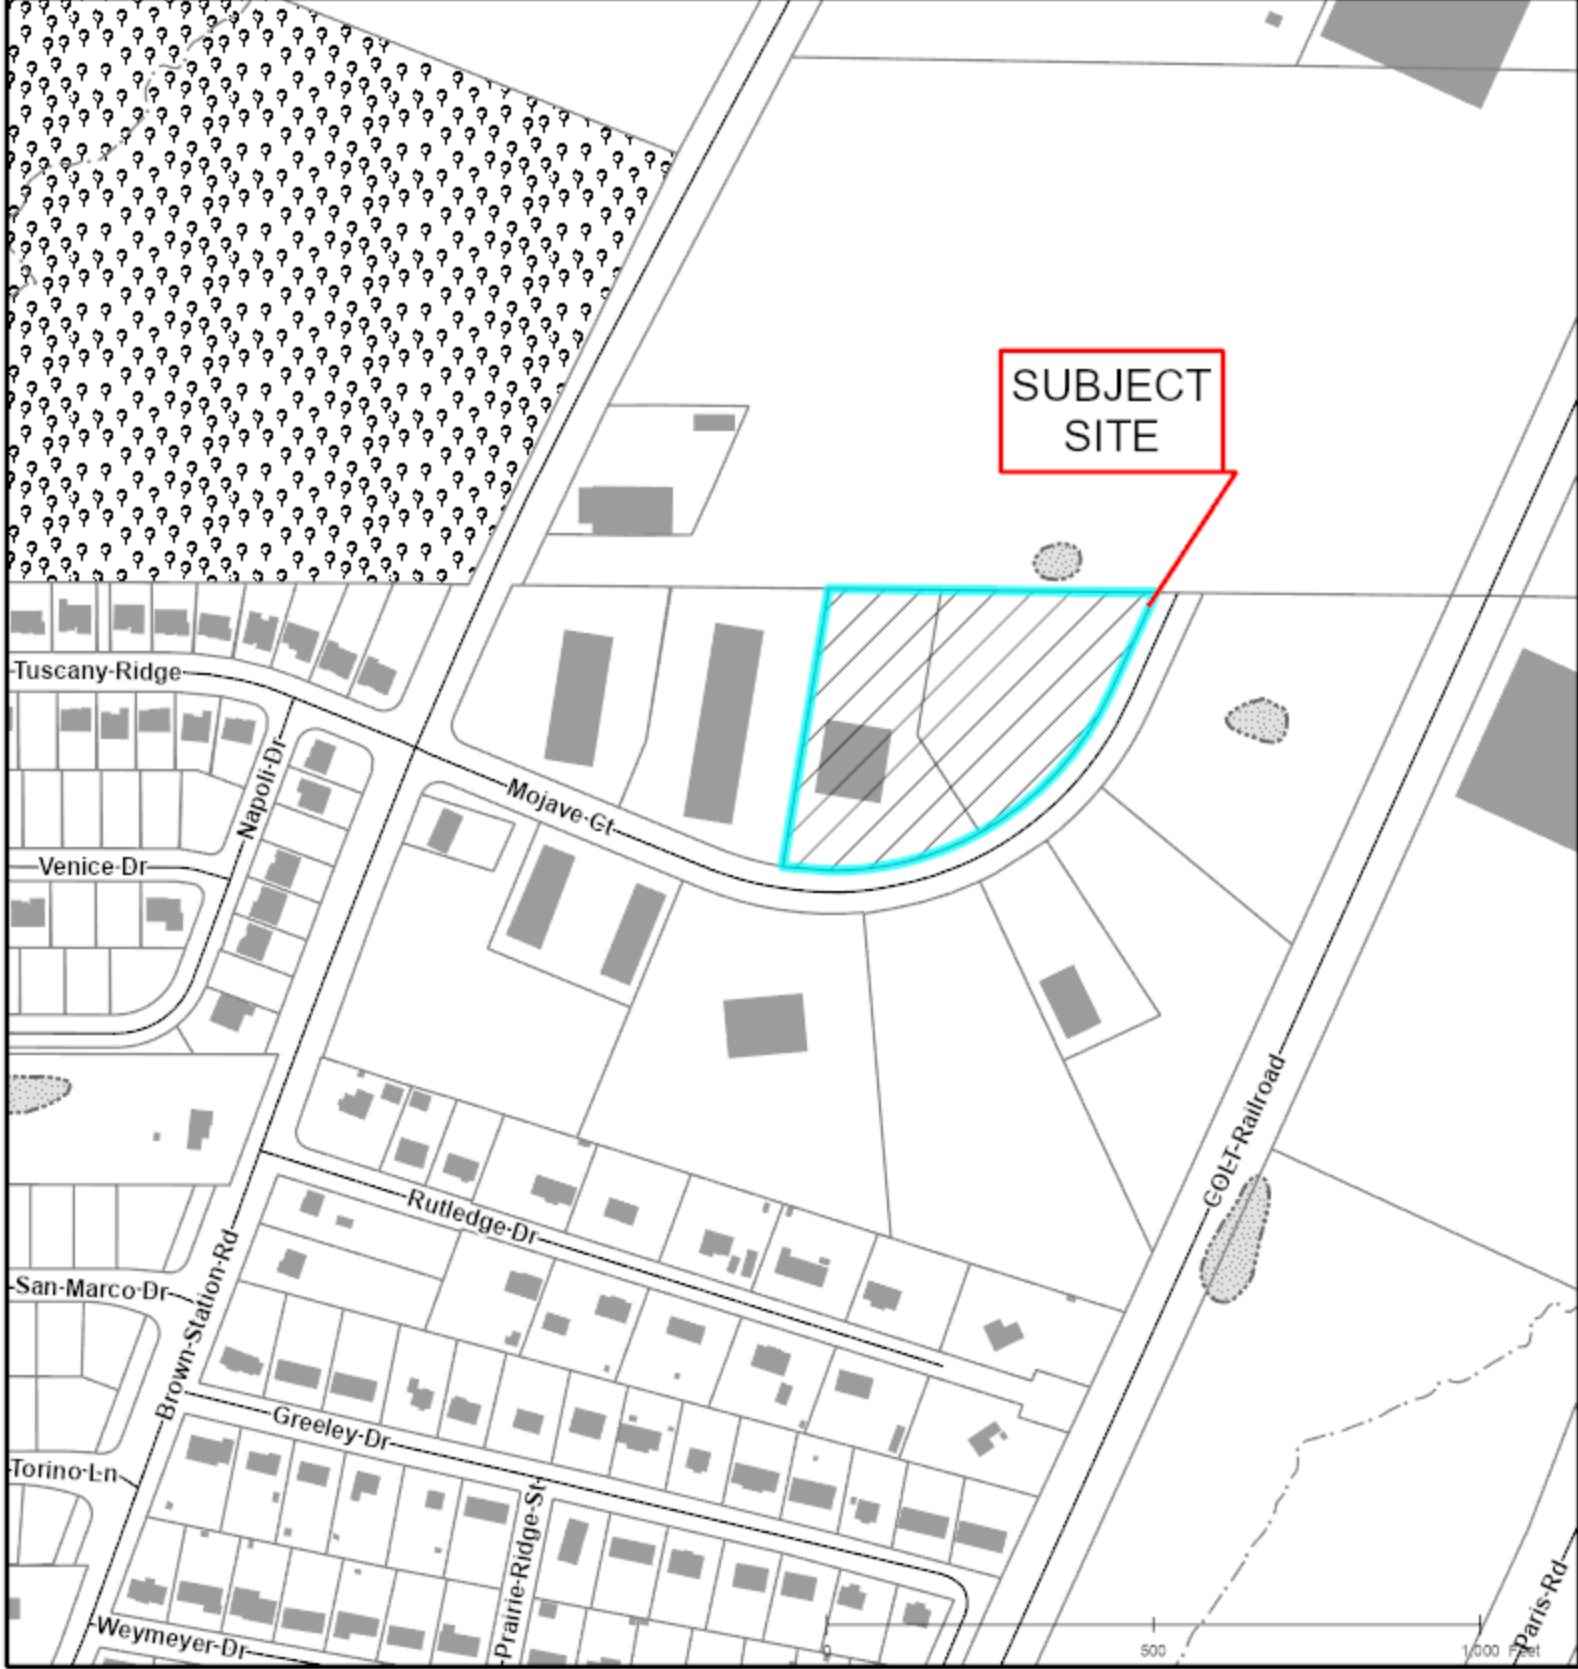 SUBJECT
SITE
Tuscany Ridge
Napoli Dr
Mojave Ct
Venice Dr
COLT Railroad
Rutledge Dr
Brown Station Rd
San Marco Dr
Greeley Dr
Torino Ln
Prairie Ridge St
Paris Rd
Weymeyer Dr
0 500 1,000 Feet